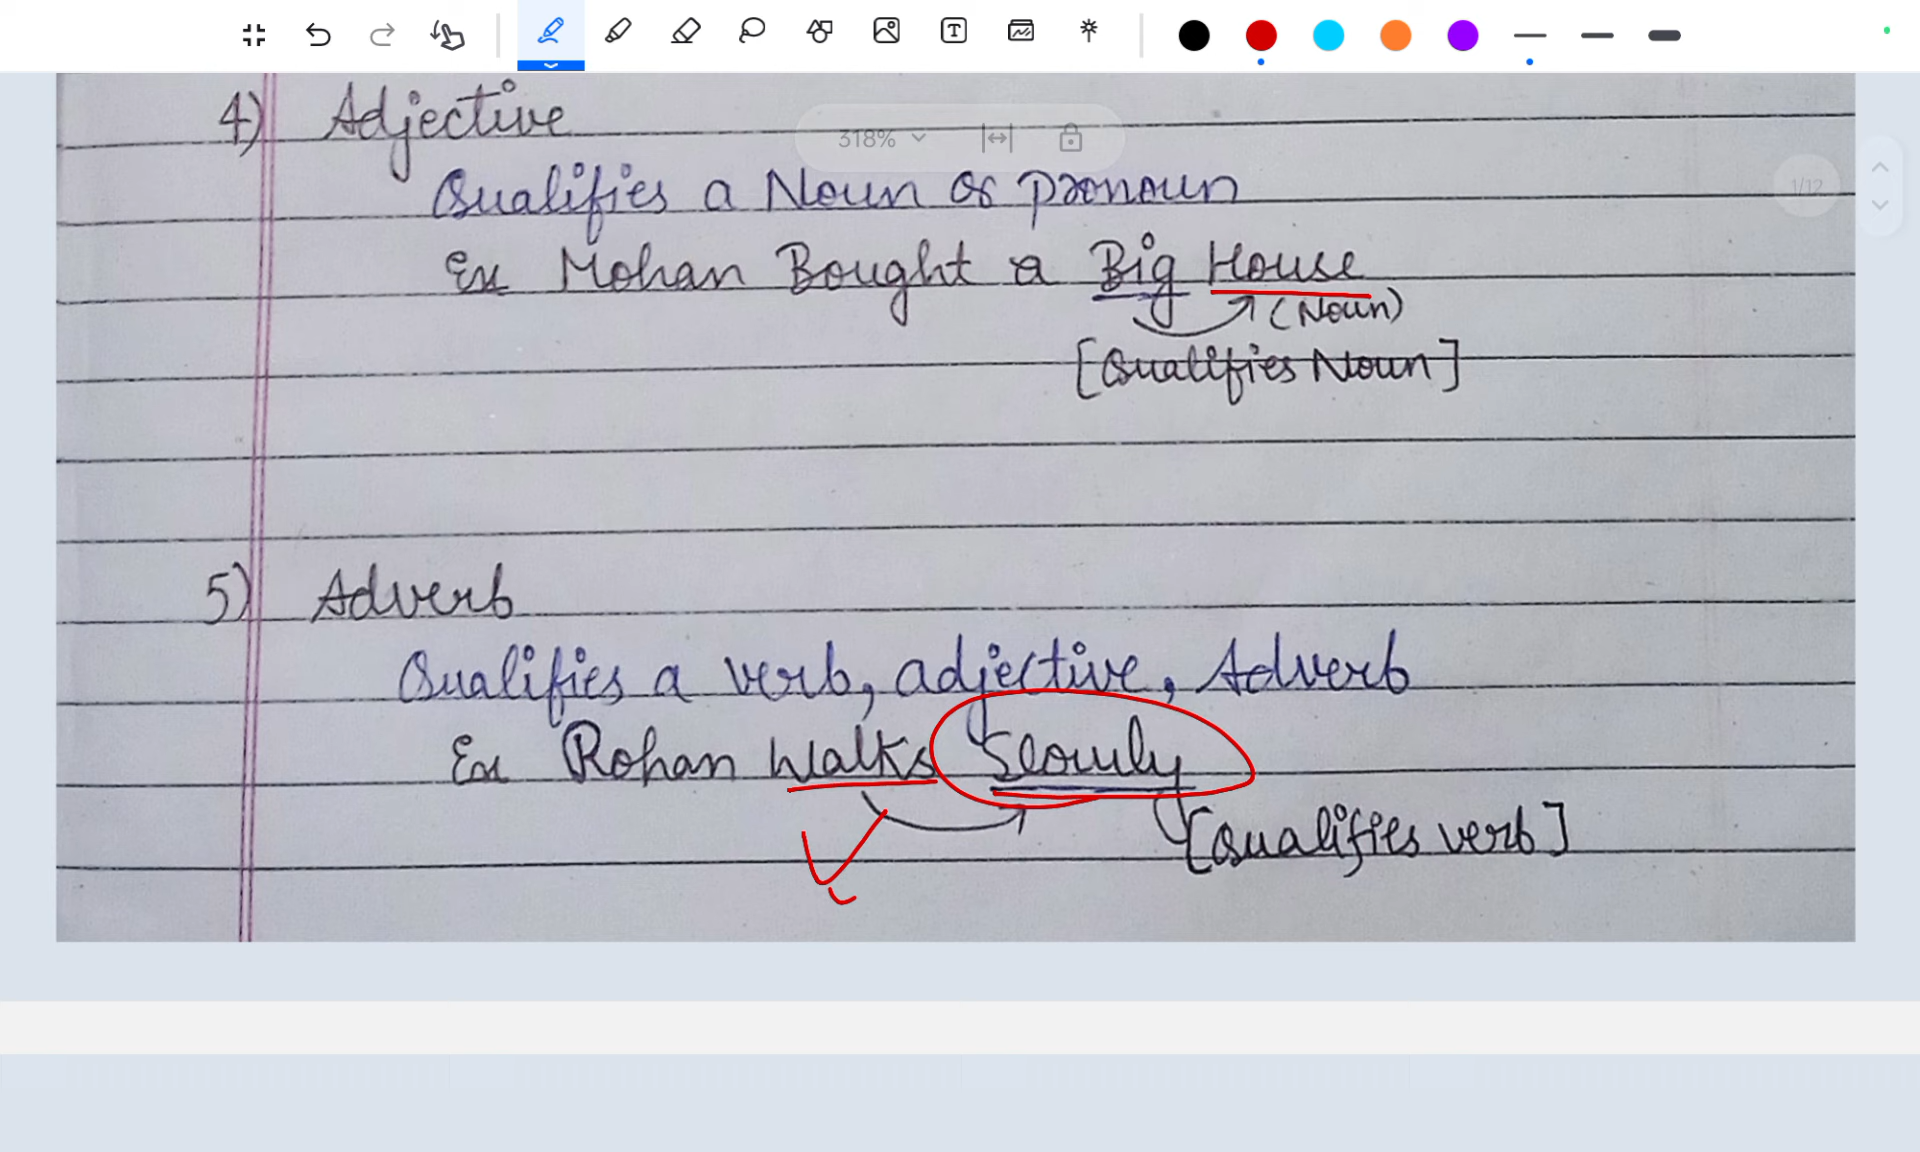 318%
1/12
4) Adjective
Qualifies a Noun or pronoun
Ex Mohan Bought a Big House
(Noun)
[Qualifies Noun]
5) Adverb
Qualifies a verb, adjective, Adverb
Ex Rohan Walks Slowly
[Qualifies verb]